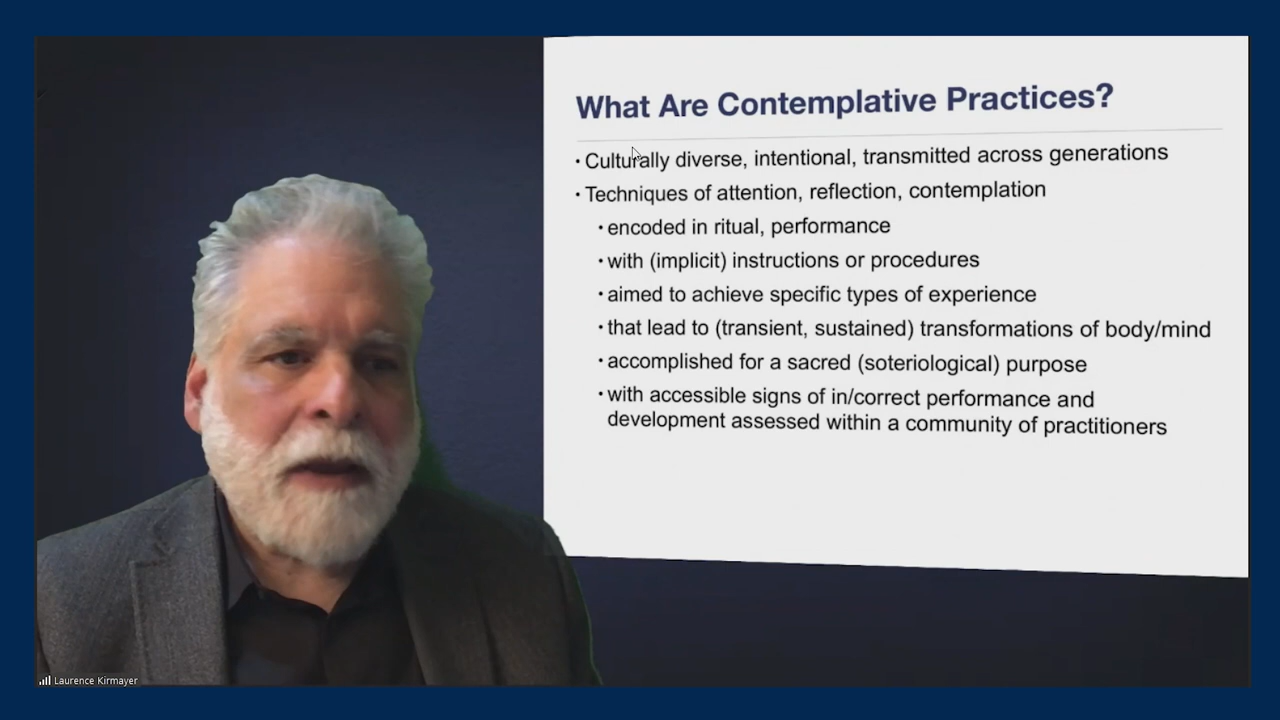 What Are Contemplative Practices?
· Culturally diverse, intentional, transmitted across generations
· Techniques of attention, reflection, contemplation
· encoded in ritual, performance
· with (implicit) instructions or procedures
· aimed to achieve specific types of experience
· that lead to (transient, sustained) transformations of body/mind
· accomplished for a sacred (soteriological) purpose
· with accessible signs of in/correct performance and
development assessed within a community of practitioners
Laurence Kirmayer